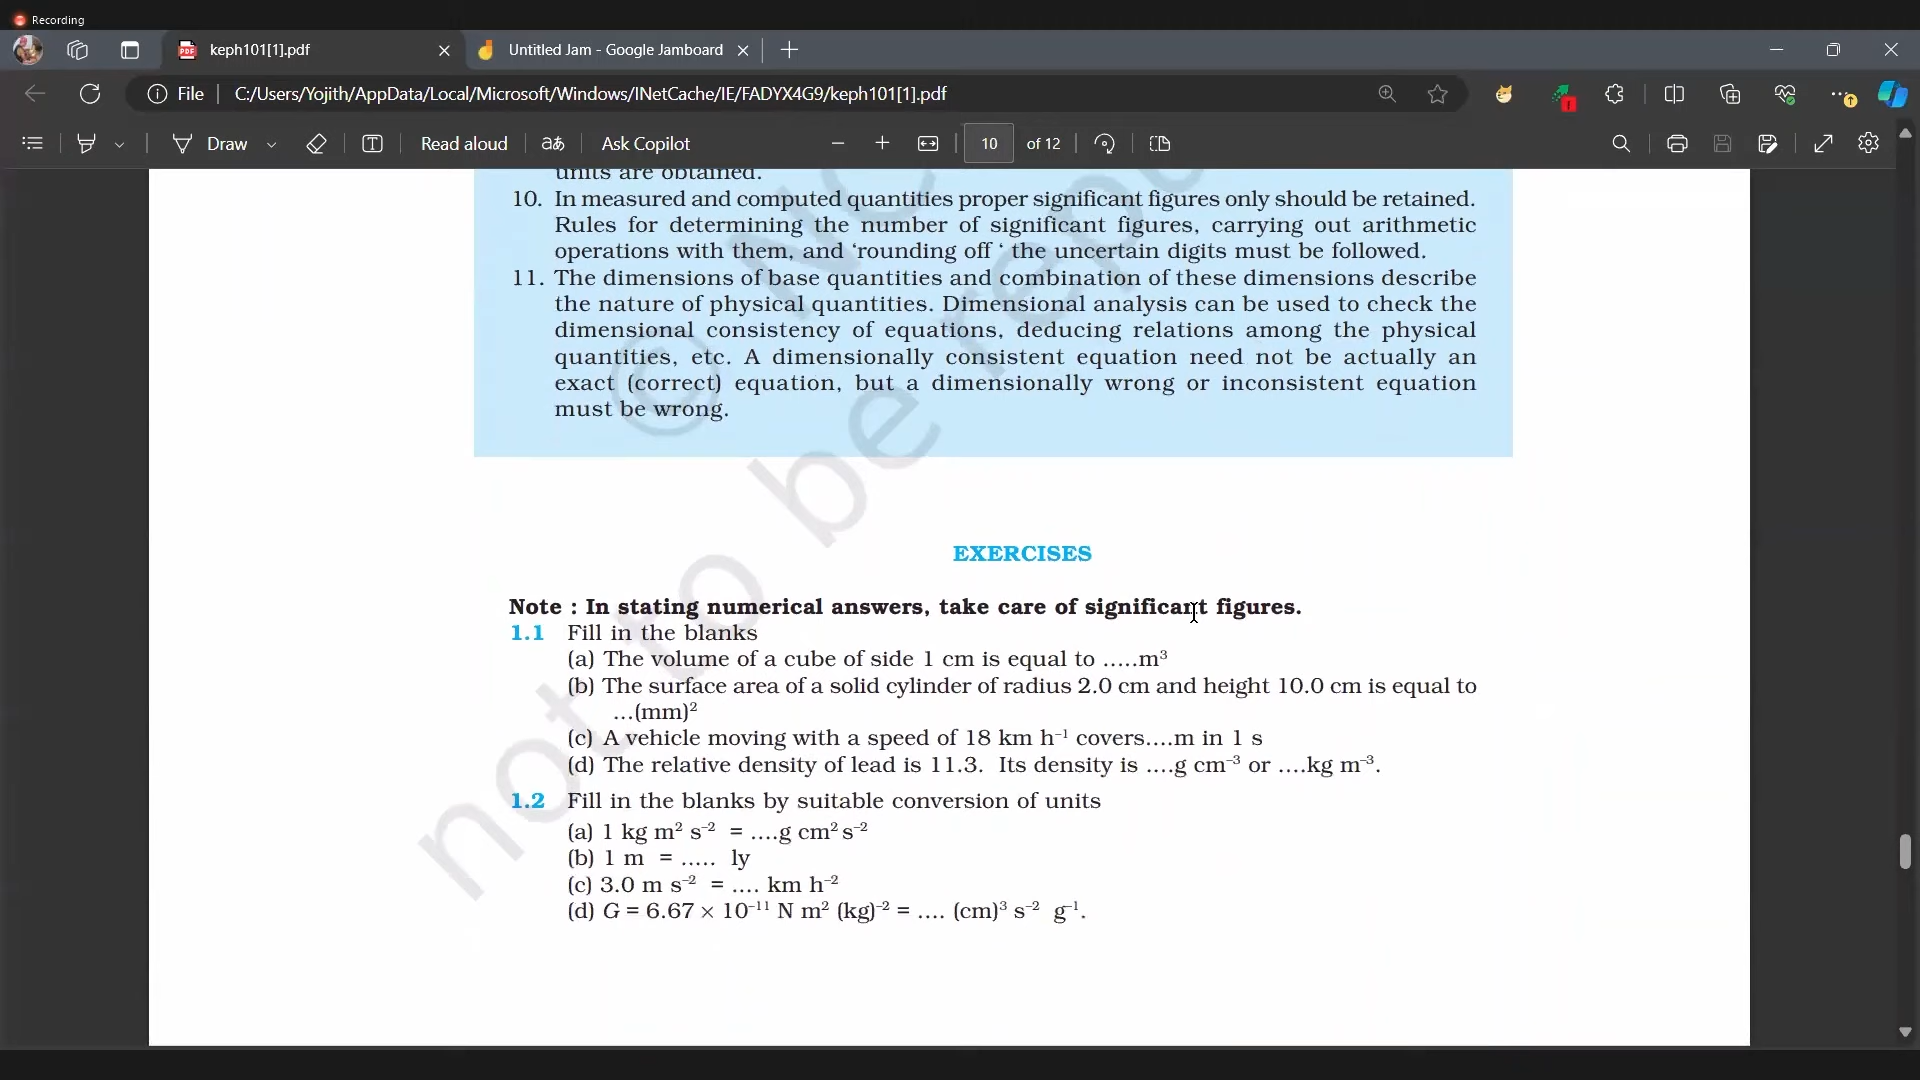 Recording
keph101[1].pdf
Untitled Jam - Google Jamboard
File
C:/Users/Yojith/AppData/Local/Microsoft/Windows/INetCache/IE/FADYX4G9/keph101[1].pdf
Draw
Read aloud
aあ
Ask Copilot
10 of 12
units are obtained.
10. In measured and computed quantities proper significant figures only should be retained.
Rules for determining the number of significant figures, carrying out arithmetic
operations with them, and ‘rounding off ‘ the uncertain digits must be followed.
11. The dimensions of base quantities and combination of these dimensions describe
the nature of physical quantities. Dimensional analysis can be used to check the
dimensional consistency of equations, deducing relations among the physical
quantities, etc. A dimensionally consistent equation need not be actually an
exact (correct) equation, but a dimensionally wrong or inconsistent equation
must be wrong.
© NC
not to be rep
EXERCISES
Note : In stating numerical answers, take care of significant figures.
1.1 Fill in the blanks
(a) The volume of a cube of side 1 cm is equal to .....m³
(b) The surface area of a solid cylinder of radius 2.0 cm and height 10.0 cm is equal to
...(mm)²
(c) A vehicle moving with a speed of 18 km h⁻¹ covers....m in 1 s
(d) The relative density of lead is 11.3. Its density is ....g cm⁻³ or ....kg m⁻³.
1.2 Fill in the blanks by suitable conversion of units
(a) 1 kg m² s⁻² = ....g cm² s⁻²
(b) 1 m = ..... ly
(c) 3.0 m s⁻² = .... km h⁻²
(d) G = 6.67 × 10⁻¹¹ N m² (kg)⁻² = .... (cm)³ s⁻² g⁻¹.